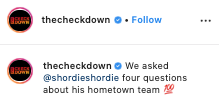 thecheckdown • Follow
thecheckdown We asked
@shordieshordie four questions
about his hometown team 💯